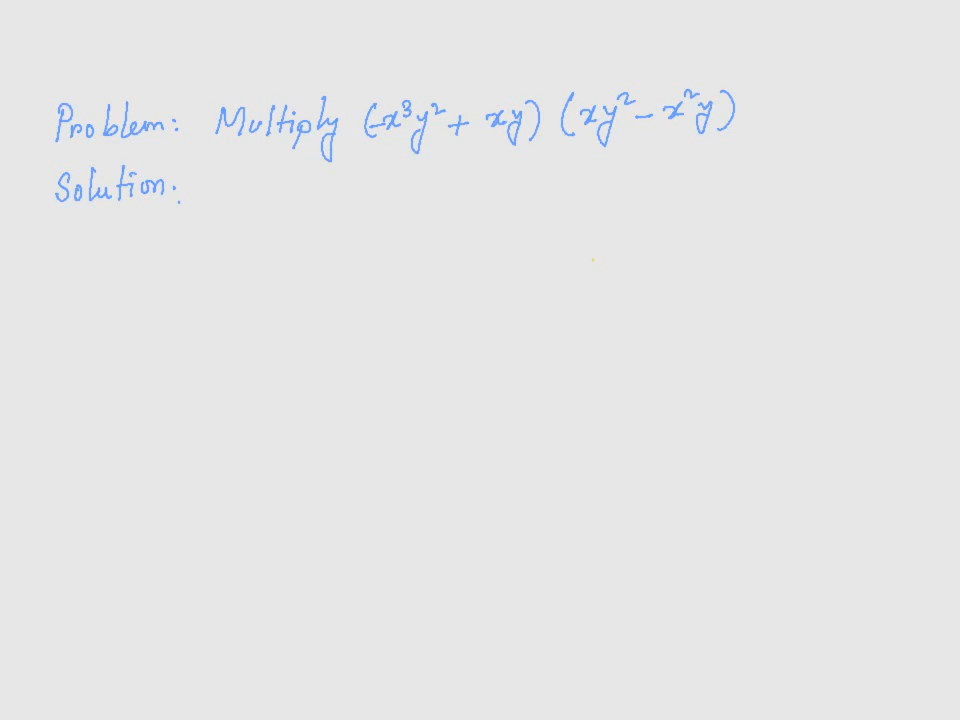 Problem: Multiply (-x³y² + xy) (xy² - x²y)
Solution: